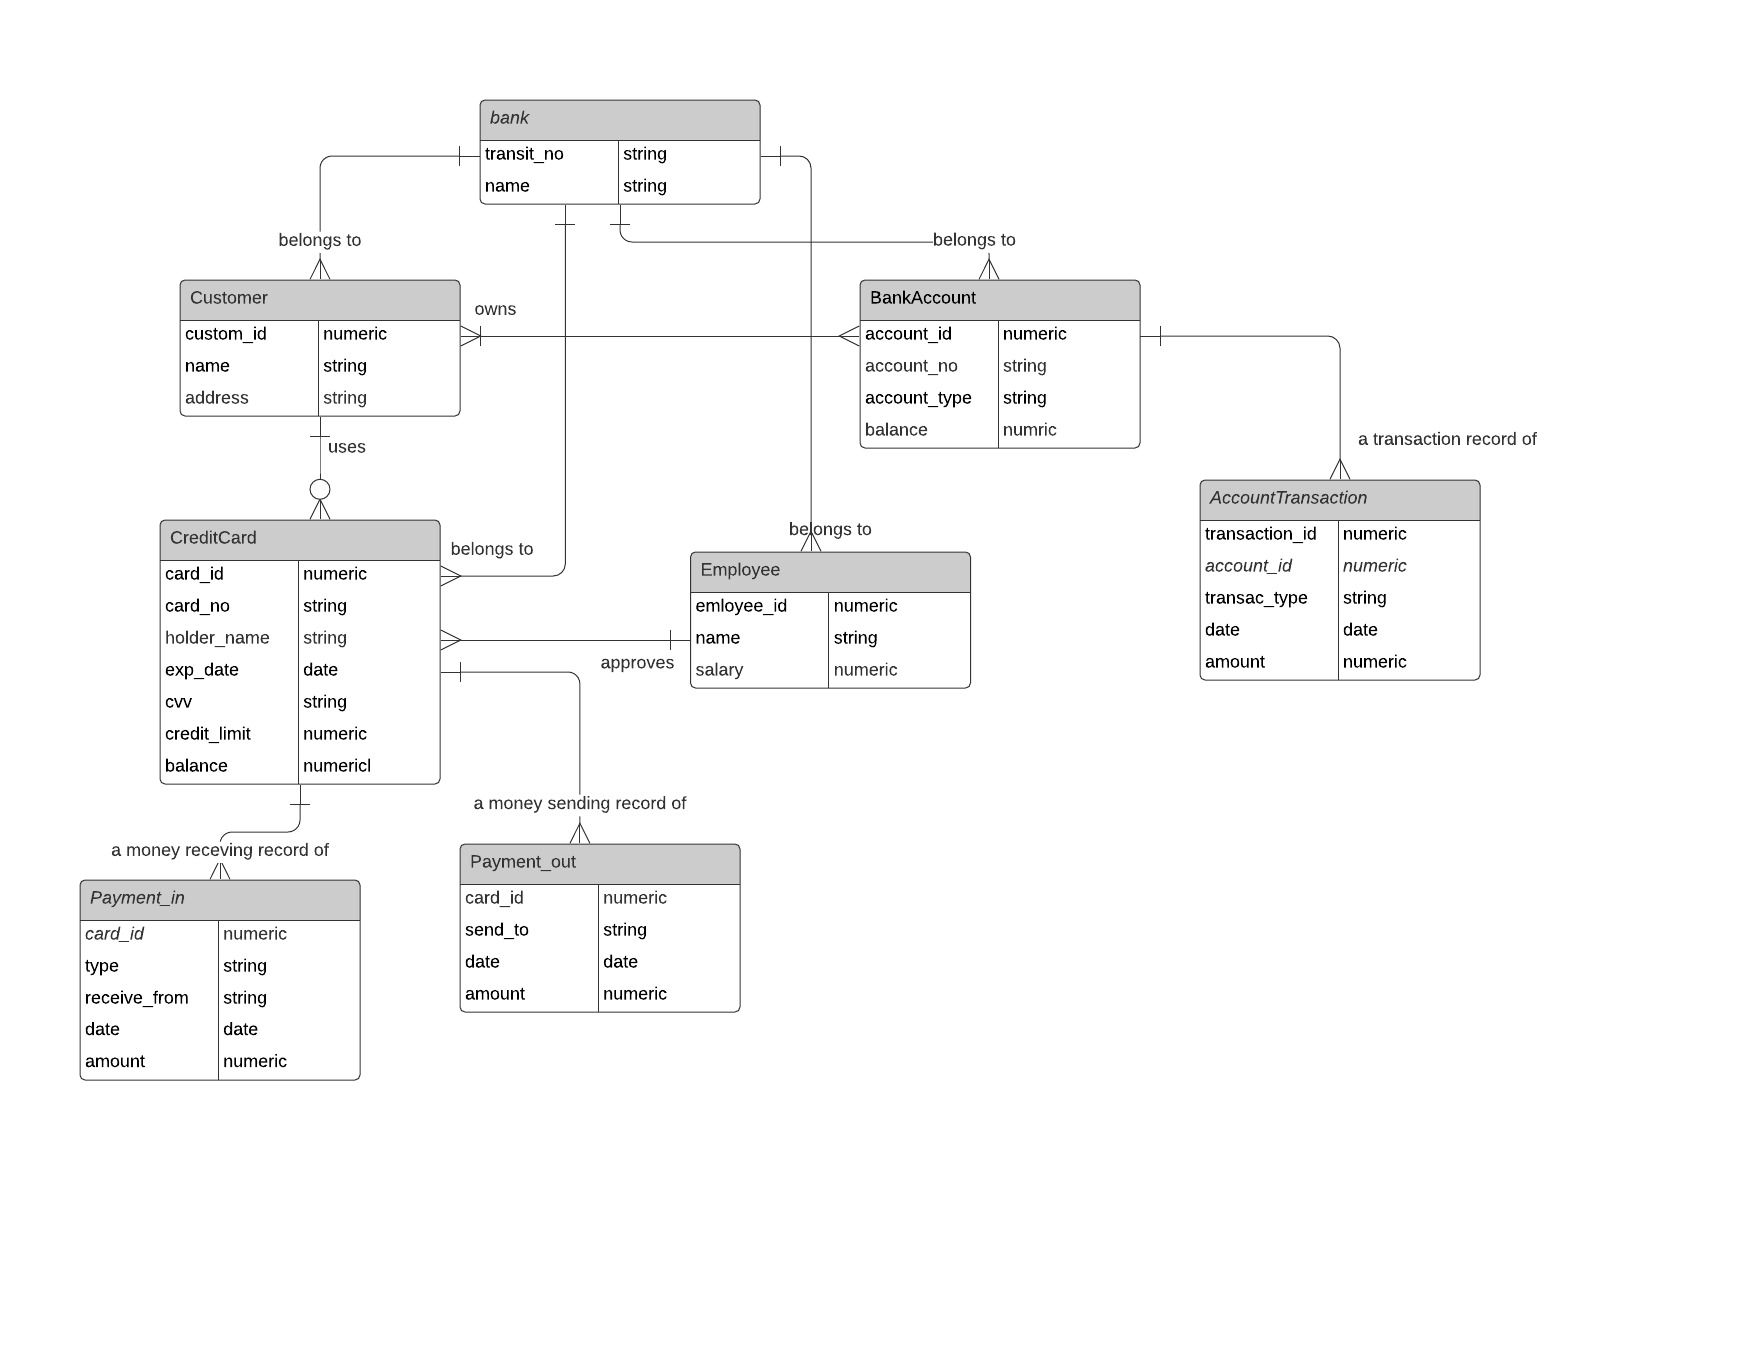 bank
transit_no string
name string
belongs to
belongs to
Customer
custom_id numeric
name string
address string
owns
BankAccount
account_id numeric
account_no string
account_type string
balance numric
uses
a transaction record of
AccountTransaction
transaction_id numeric
account_id numeric
transac_type string
date date
amount numeric
CreditCard
card_id numeric
card_no string
holder_name string
exp_date date
cvv string
credit_limit numeric
balance numericl
belongs to
belongs to
Employee
emloyee_id numeric
name string
salary numeric
approves
a money sending record of
a money receving record of
Payment_out
card_id numeric
send_to string
date date
amount numeric
Payment_in
card_id numeric
type string
receive_from string
date date
amount numeric